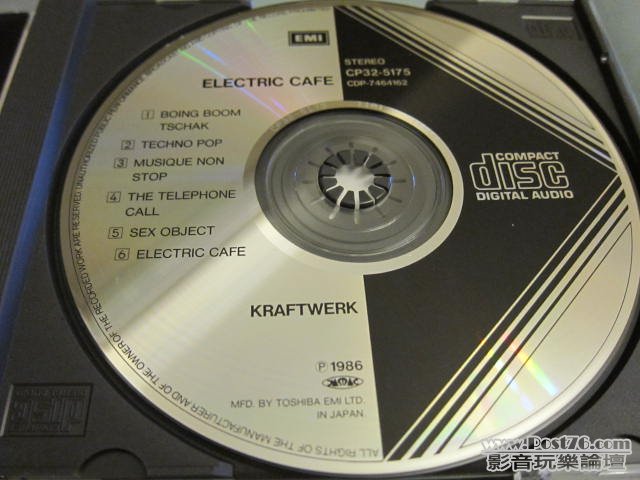 EMI
STEREO
ELECTRIC CAFE
CP32-5175
CDP-7464162
1 BOING BOOM
TSCHAK
2 TECHNO POP
3 MUSIQUE NON
STOP
4 THE TELEPHONE
CALL
5 SEX OBJECT
6 ELECTRIC CAFE
COMPACT
disc
DIGITAL AUDIO
KRAFTWERK
Ⓟ 1986
MFD. BY TOSHIBA EMI LTD.
IN JAPAN.
ALL RIGHTS OF THE MANUFACTURER AND OF THE OWNER OF THE RECORDED WORK ARE RESERVED. UNAUTHORIZED PUBLIC PERFORMANCE
www.Post76.com
影音玩樂論壇